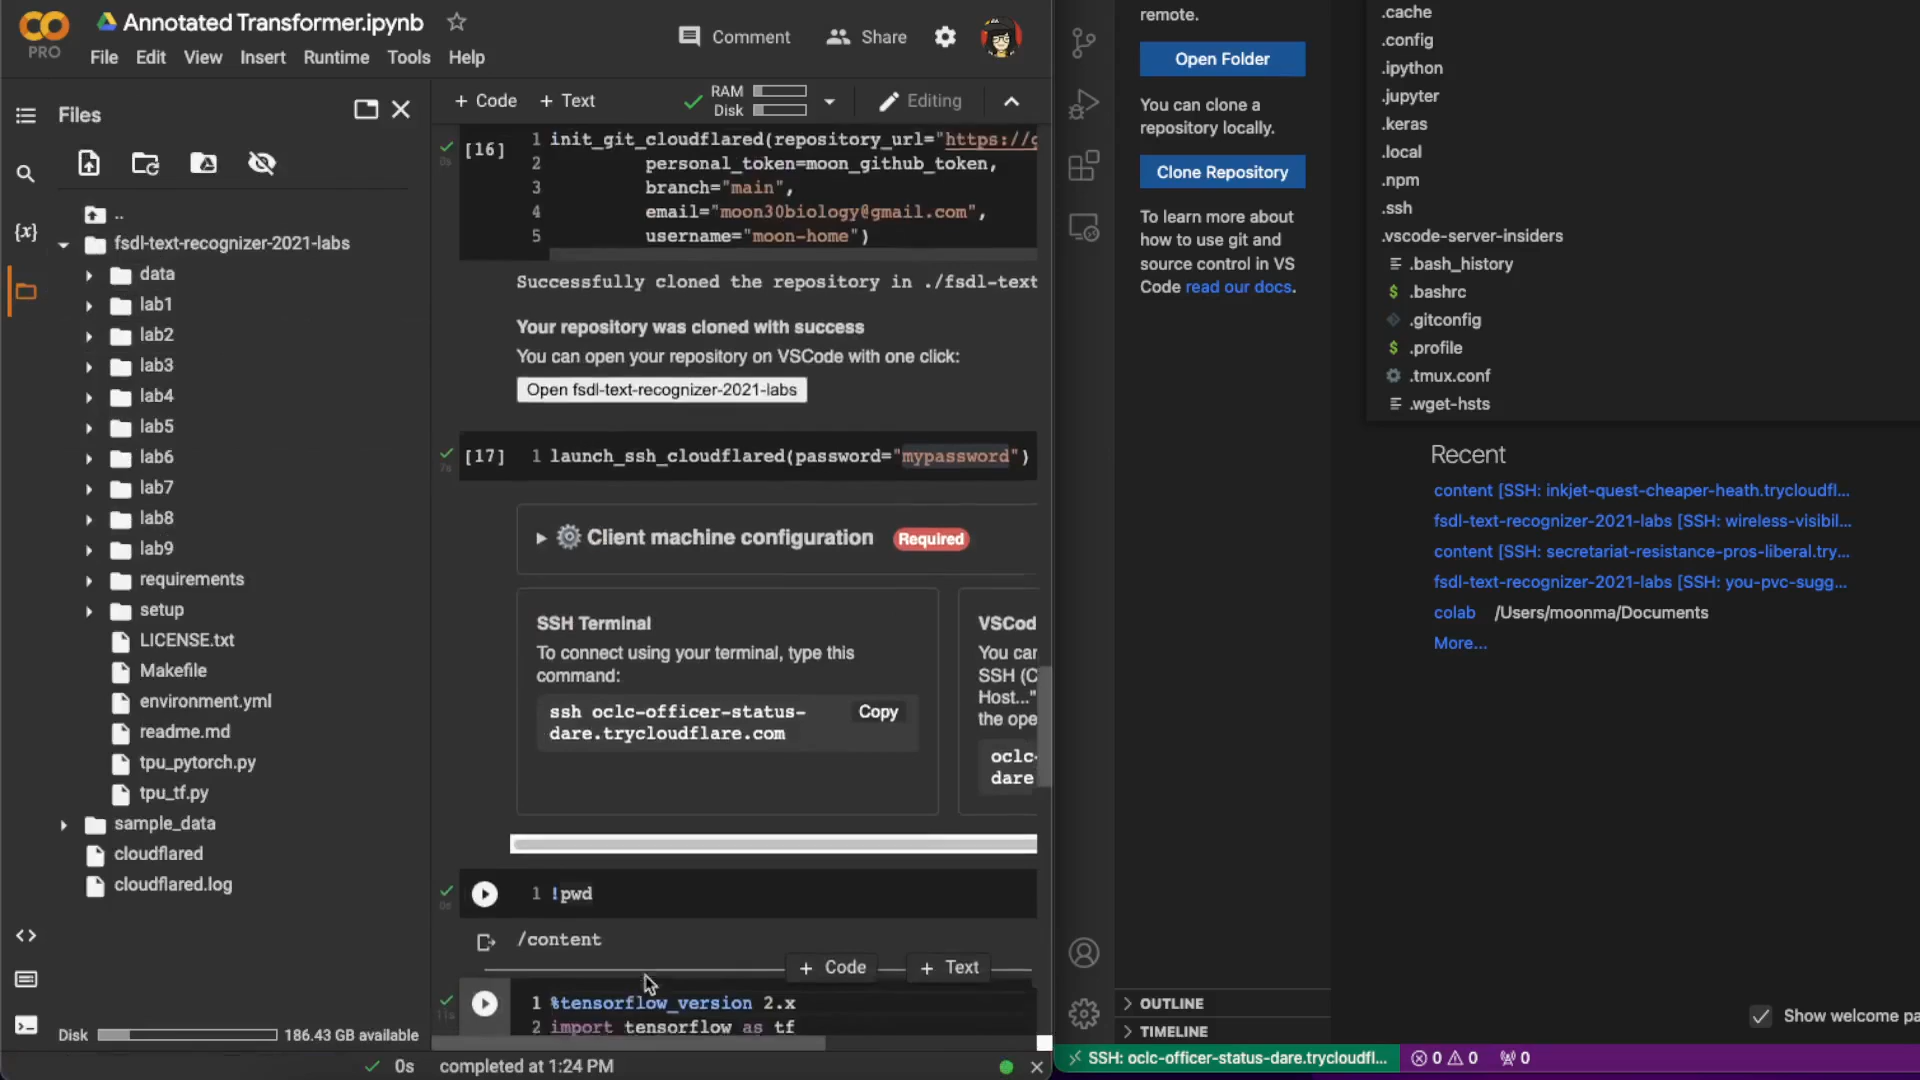 PRO
Annotated Transformer.ipynb
File Edit View Insert Runtime Tools Help
Comment
Share
Files
..
fsdl-text-recognizer-2021-labs
data
lab1
lab2
lab3
lab4
lab5
lab6
lab7
lab8
lab9
requirements
setup
LICENSE.txt
Makefile
environment.yml
readme.md
tpu_pytorch.py
tpu_tf.py
sample_data
cloudflared
cloudflared.log
{x}
<>
Disk 186.43 GB available
+ Code + Text
RAM
Disk
Editing
0s
[16]
1 init_git_cloudflared(repository_url="https://g
2 personal_token=moon_github_token,
3 branch="main",
4 email="moon30biology@gmail.com",
5 username="moon-home")
Successfully cloned the repository in ./fsdl-text
Your repository was cloned with success
You can open your repository on VSCode with one click:
Open fsdl-text-recognizer-2021-labs
7s
[17] 1 launch_ssh_cloudflared(password="mypassword")
Client machine configuration Required
SSH Terminal
To connect using your terminal, type this
command:
ssh oclc-officer-status-
dare.trycloudflare.com
Copy
VSCod
You car
SSH (C
Host..."
the ope
oclc-
dare
0s
1 !pwd
/content
+ Code + Text
11s
1 %tensorflow_version 2.x
2 import tensorflow as tf
0s completed at 1:24 PM
remote.
Open Folder
You can clone a
repository locally.
Clone Repository
To learn more about
how to use git and
source control in VS
Code read our docs.
OUTLINE
TIMELINE
.cache
.config
.ipython
.jupyter
.keras
.local
.npm
.ssh
.vscode-server-insiders
.bash_history
$ .bashrc
.gitconfig
$ .profile
.tmux.conf
.wget-hsts
Recent
content [SSH: inkjet-quest-cheaper-heath.trycloudfl...
fsdl-text-recognizer-2021-labs [SSH: wireless-visibil...
content [SSH: secretariat-resistance-pros-liberal.try...
fsdl-text-recognizer-2021-labs [SSH: you-pvc-sugg...
colab /Users/moonma/Documents
More...
Show welcome pa
SSH: oclc-officer-status-dare.trycloudfl... 0 0 0